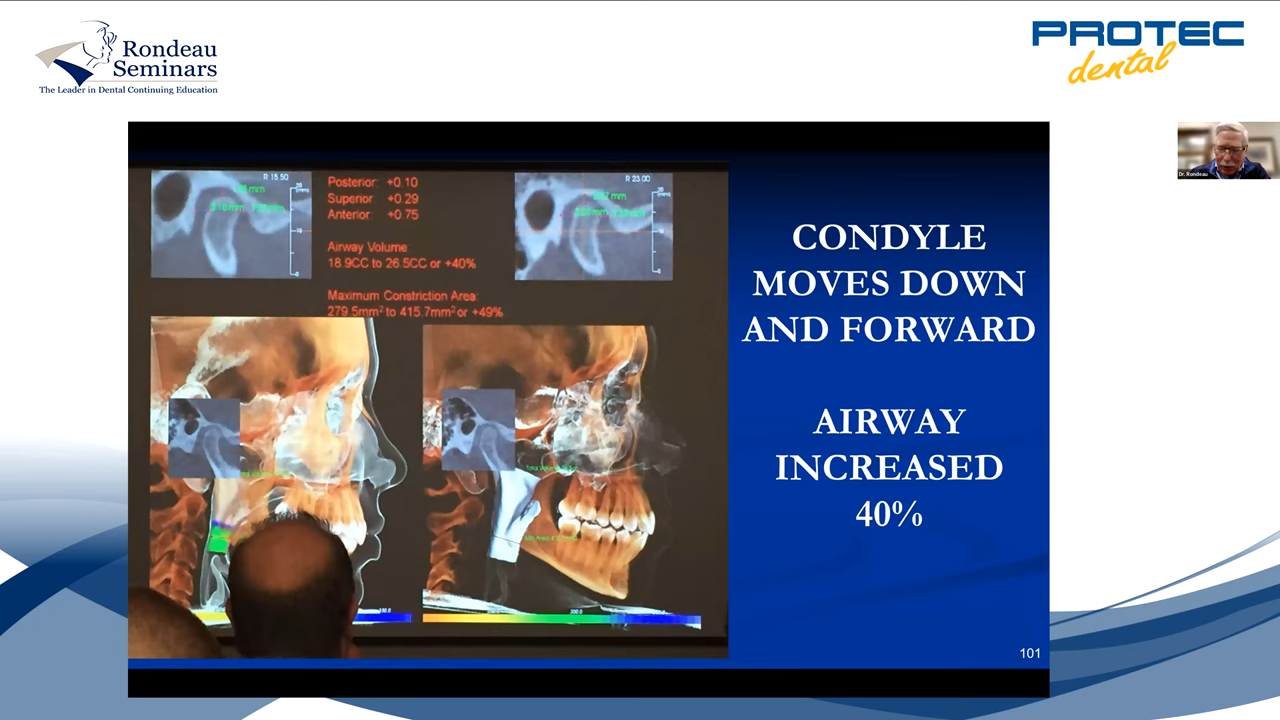 Rondeau
Seminars
The Leader in Dental Continuing Education
PROTEC
dental
Dr. Rondeau
R 15.50
Posterior: +0.10
Superior: +0.29
Anterior: +0.75
Airway Volume
18.9CC to 26.5CC or +40%
Maximum Constriction Area:
279.5mm² to 415.7mm² or +49%
R 23.00
CONDYLE
MOVES DOWN
AND FORWARD
AIRWAY
INCREASED
40%
101